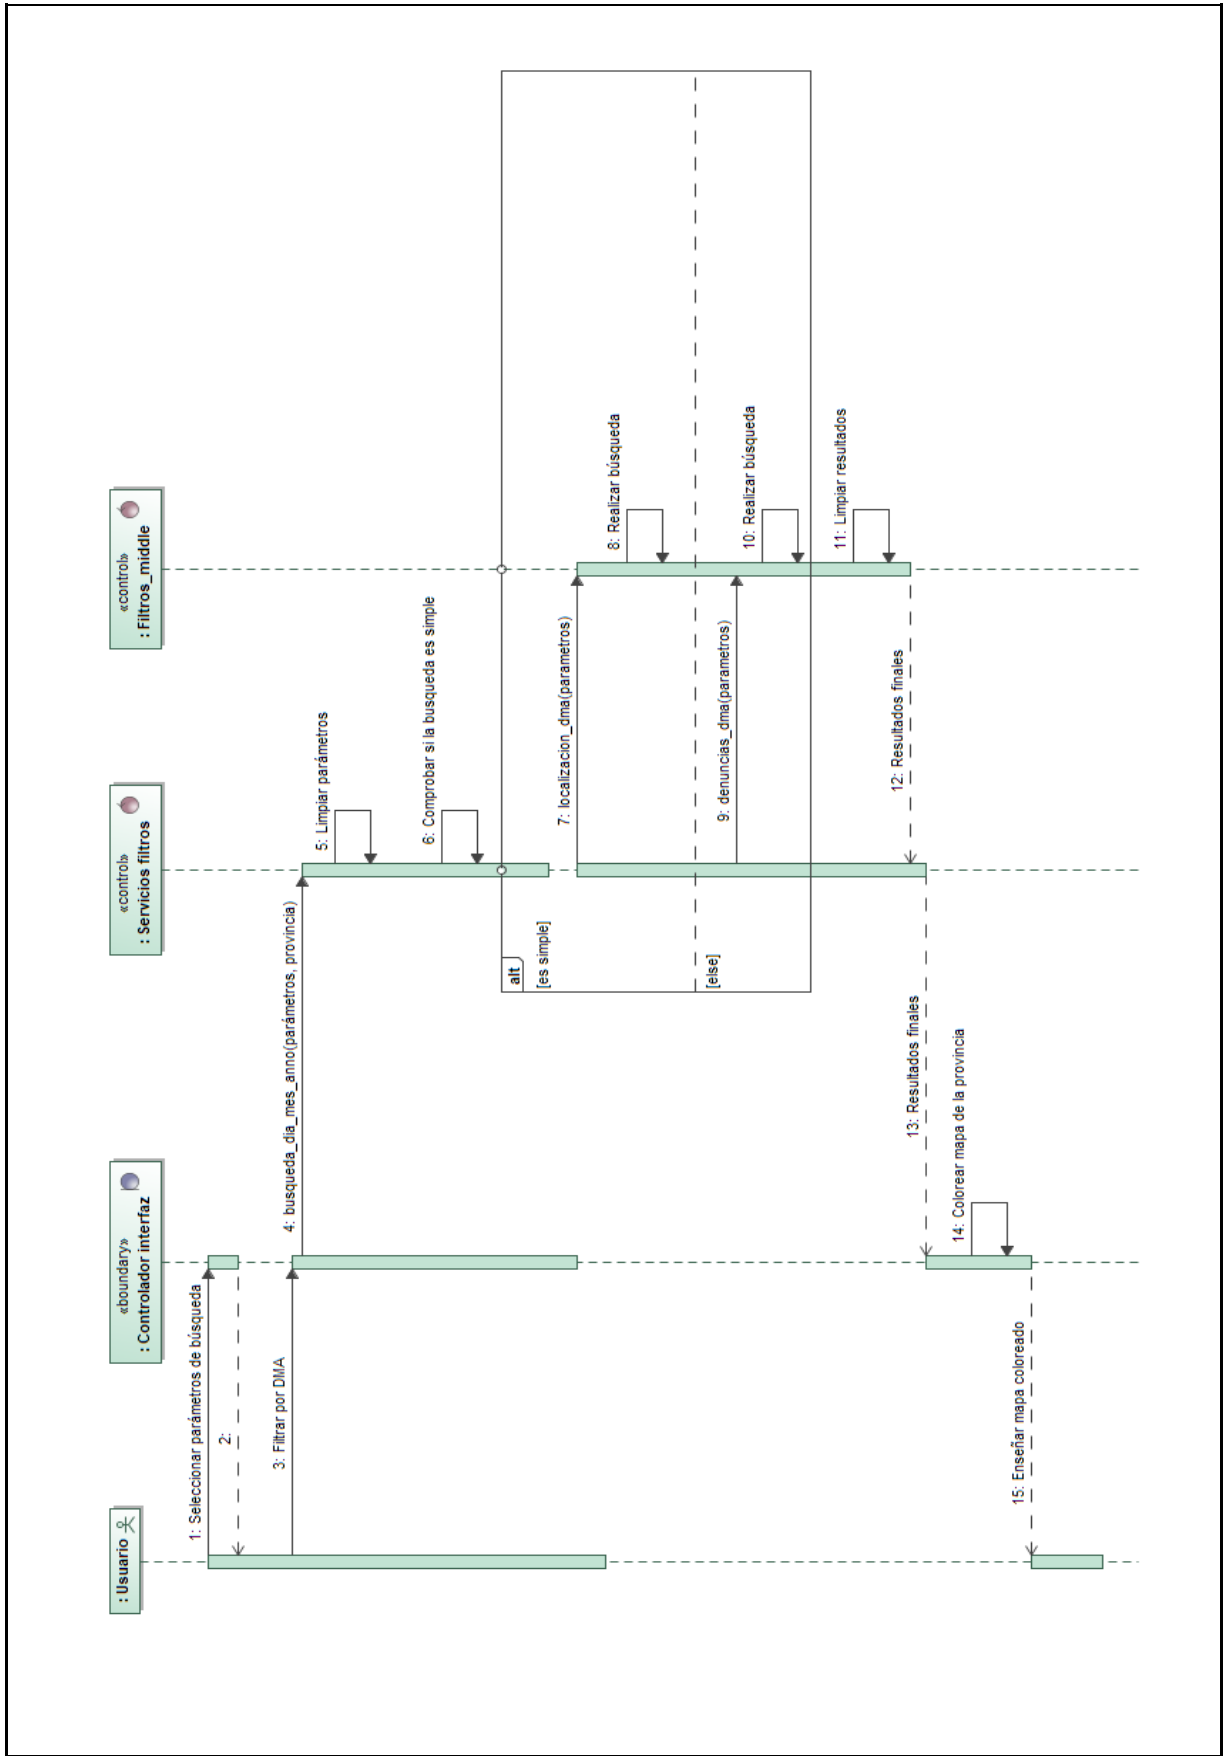 : Usuario
«boundary»
: Controlador interfaz
«control»
: Servicios filtros
«control»
: Filtros_middle
1: Seleccionar parámetros de búsqueda
2:
3: Filtrar por DMA
4: busqueda_dia_mes_anno(parámetros, provincia)
5: Limpiar parámetros
6: Comprobar si la busqueda es simple
alt
[es simple]
7: localizacion_dma(parametros)
8: Realizar búsqueda
[else]
9: denuncias_dma(parametros)
10: Realizar búsqueda
11: Limpiar resultados
12: Resultados finales
13: Resultados finales
14: Colorear mapa de la provincia
15: Enseñar mapa coloreado